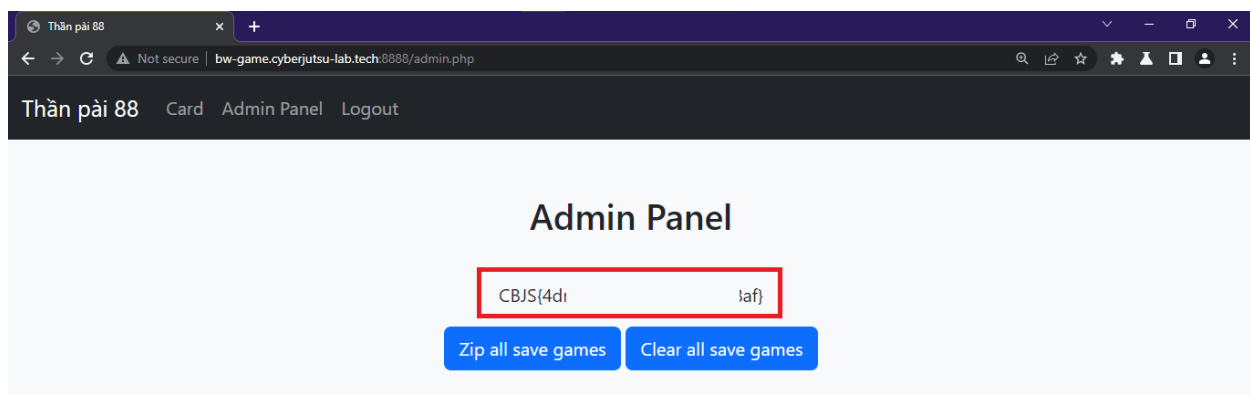 Thần pài 88
Not secure | bw-game.cyberjutsu-lab.tech:8888/admin.php
Thần pài 88 Card Admin Panel Logout
Admin Panel
CBJS{4d af}
Zip all save games Clear all save games